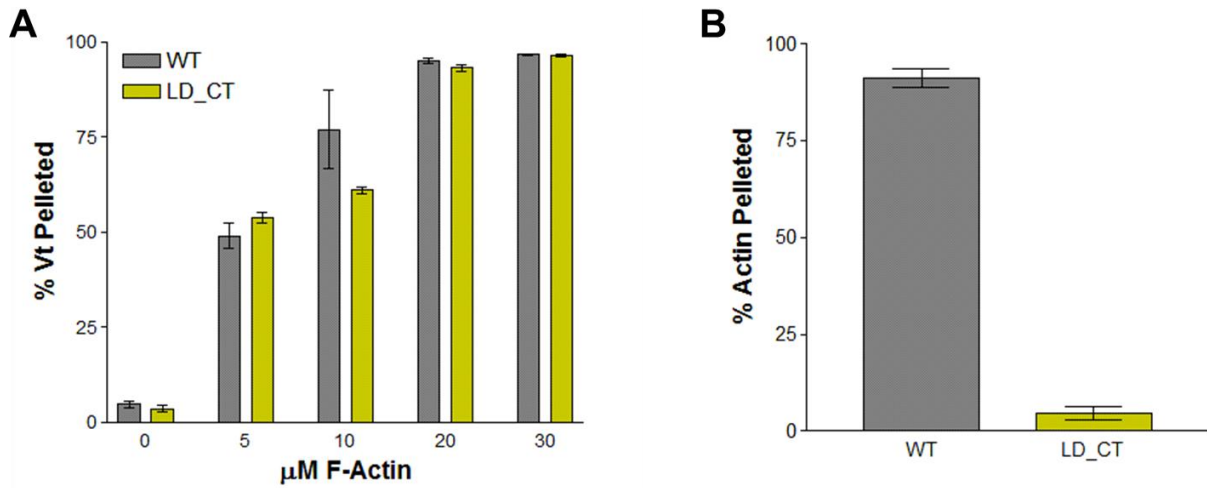 A
100
75
50
25
0
% Vt Pelleted
WT
LD_CT
0 5 10 20 30
μM F-Actin
B
100
75
50
25
0
% Actin Pelleted
WT LD_CT